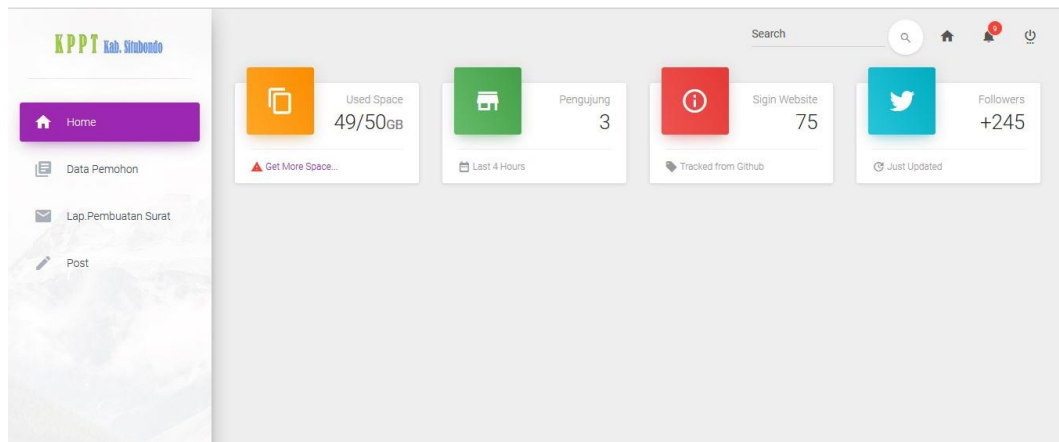 KPPT Kab. Situbondo
Home
Data Pemohon
Lap.Pembuatan Surat
Post
Search
9
Used Space
49/50GB
Get More Space...
Pengujung
3
Last 4 Hours
Sigin Website
75
Tracked from Github
Followers
+245
Just Updated